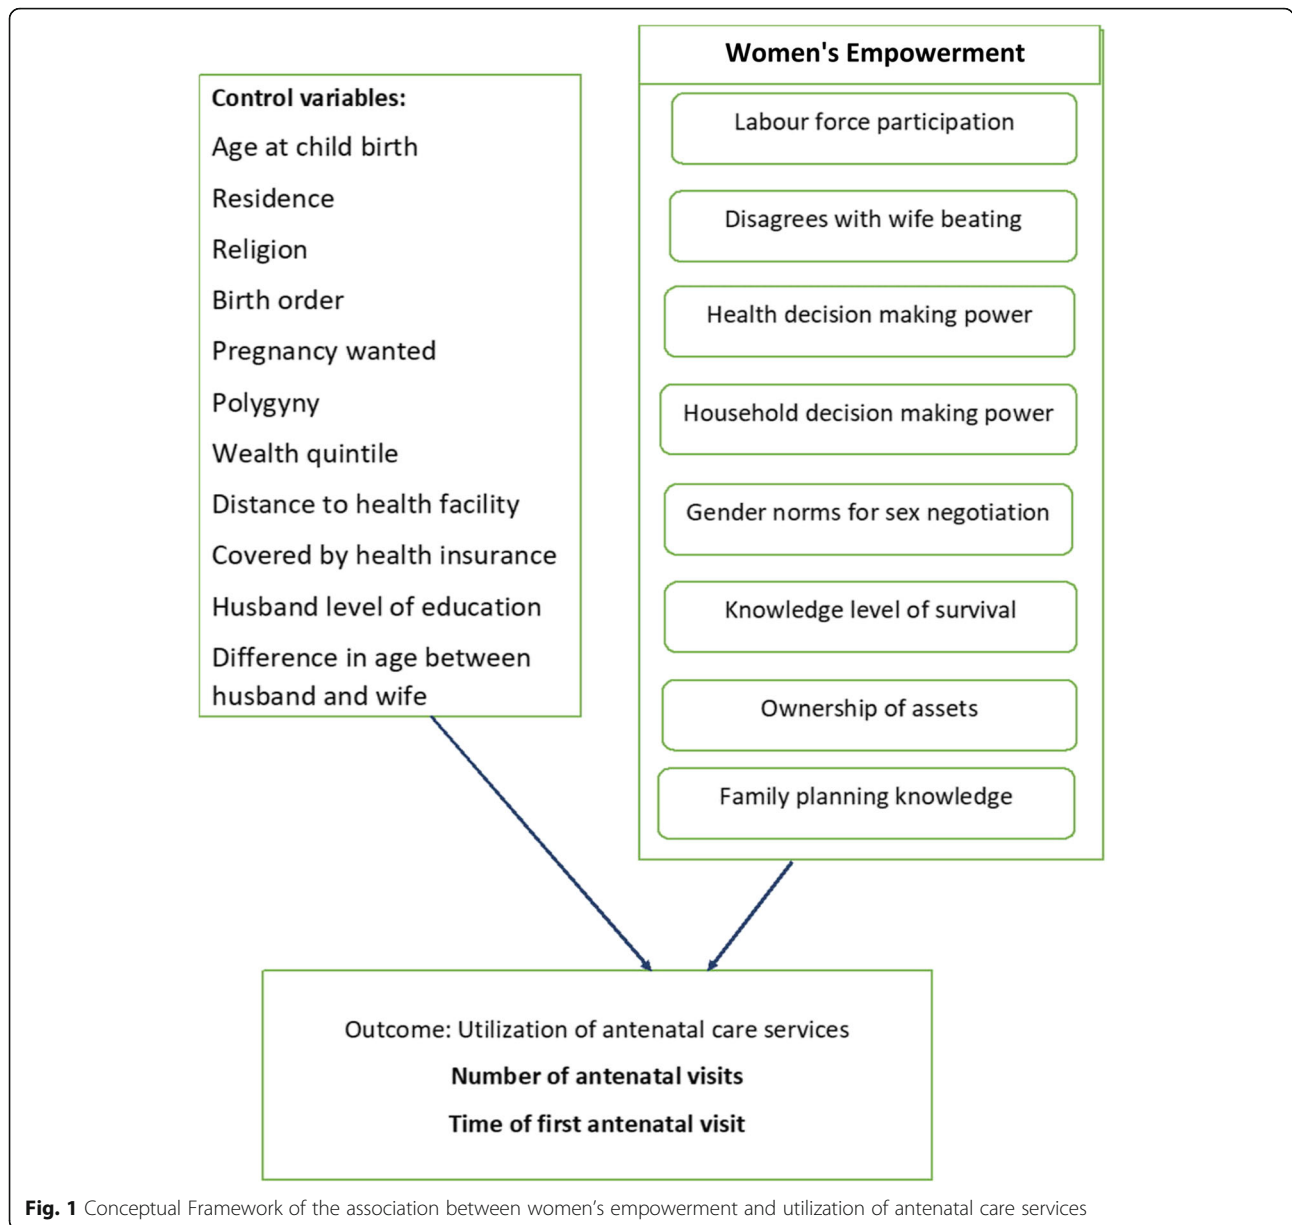 Control variables:
Age at child birth
Residence
Religion
Birth order
Pregnancy wanted
Polygyny
Wealth quintile
Distance to health facility
Covered by health insurance
Husband level of education
Difference in age between
husband and wife
Women's Empowerment
Labour force participation
Disagrees with wife beating
Health decision making power
Household decision making power
Gender norms for sex negotiation
Knowledge level of survival
Ownership of assets
Family planning knowledge
Outcome: Utilization of antenatal care services
Number of antenatal visits
Time of first antenatal visit
Fig. 1 Conceptual Framework of the association between women’s empowerment and utilization of antenatal care services